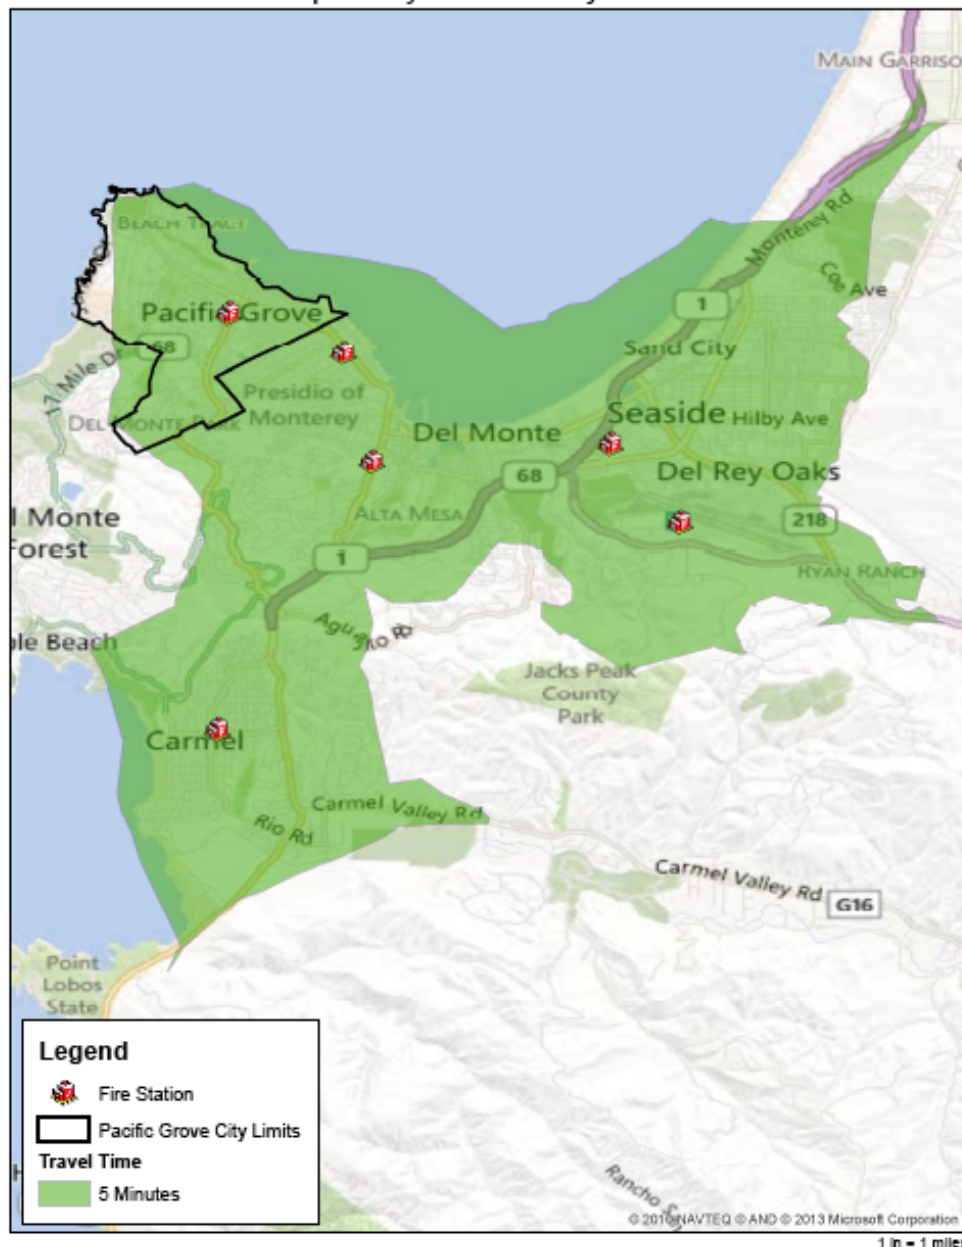 MAIN GARRISO
Monterey Rd
Coe Ave
BEACH TRACT
Pacific Grove
1
68
17 Mile Dr
Sand City
Presidio of
Monterey
DEL MONTE PARK
Seaside
Hilby Ave
Del Monte
68
Del Rey Oaks
l Monte
Forest
ALTA MESA
218
1
RYAN RANCH
ble Beach
Jacks Peak
County
Park
Carmel
Carmel Valley Rd
Rio Rd
Carmel Valley Rd
G16
Point
Lobos
State
Legend
Fire Station
Pacific Grove City Limits
Travel Time
5 Minutes
H
Rancho
© 2010 NAVTEQ © AND © 2013 Microsoft Corporation
1 in = 1 miles